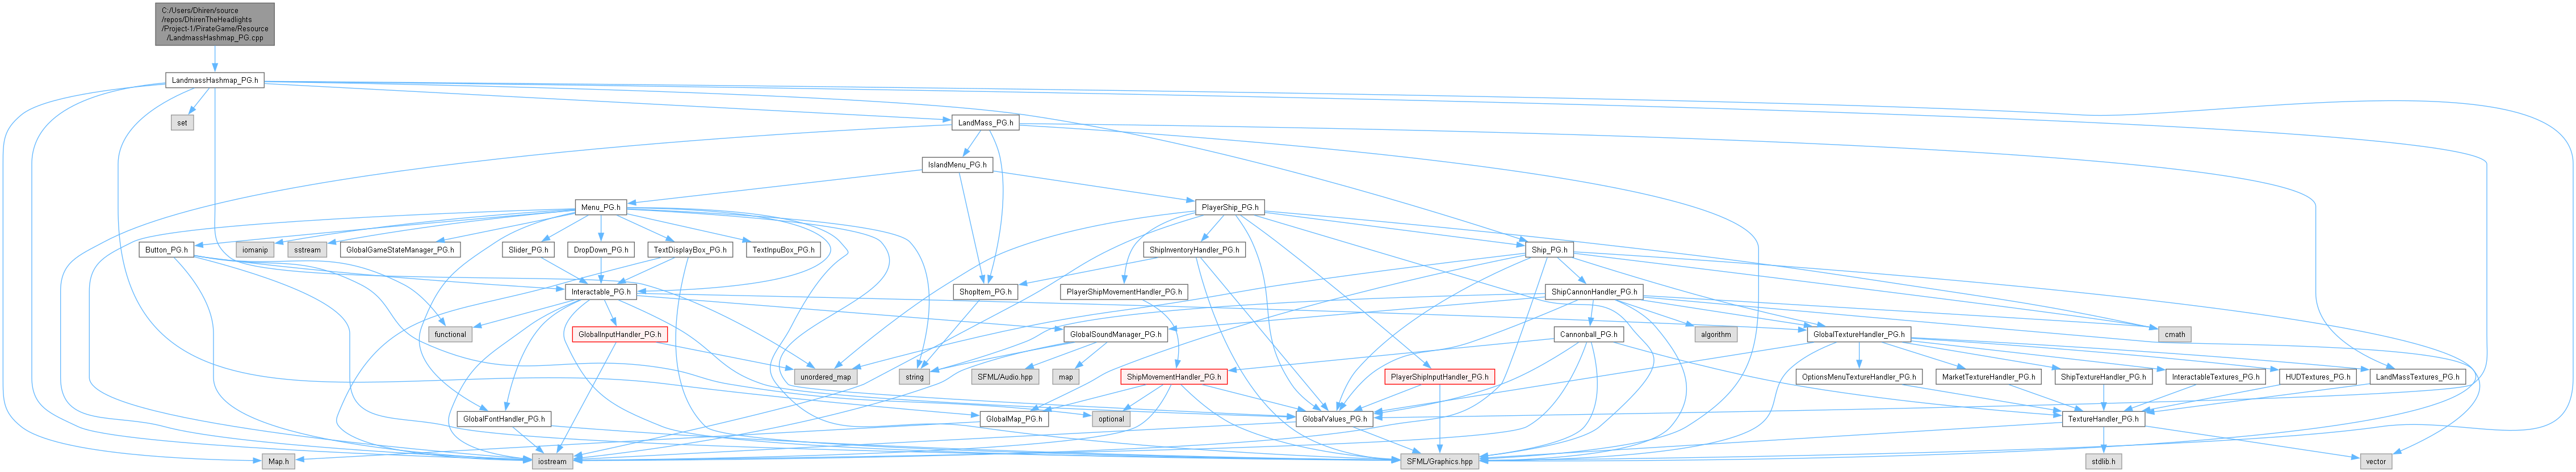 C:/Users/Dhiren/source
/repos/DhirenTheHeadlights
/Project-1/PirateGame/Resource
/LandmassHashmap_PG.cpp
LandmassHashmap_PG.h
set
LandMass_PG.h
IslandMenu_PG.h
Menu_PG.h
PlayerShip_PG.h
Button_PG.h
iomanip
sstream
GlobalGameStateManager_PG.h
Slider_PG.h
DropDown_PG.h
TextDisplayBox_PG.h
TextInpuBox_PG.h
ShipInventoryHandler_PG.h
Ship_PG.h
Interactable_PG.h
ShopItem_PG.h
PlayerShipMovementHandler_PG.h
ShipCannonHandler_PG.h
functional
GlobalInputHandler_PG.h
GlobalSoundManager_PG.h
Cannonball_PG.h
algorithm
GlobalTextureHandler_PG.h
cmath
unordered_map
string
SFML/Audio.hpp
map
ShipMovementHandler_PG.h
PlayerShipInputHandler_PG.h
OptionsMenuTextureHandler_PG.h
MarketTextureHandler_PG.h
ShipTextureHandler_PG.h
InteractableTextures_PG.h
HUDTextures_PG.h
LandMassTextures_PG.h
GlobalFontHandler_PG.h
GlobalMap_PG.h
optional
GlobalValues_PG.h
TextureHandler_PG.h
Map.h
iostream
SFML/Graphics.hpp
stdlib.h
vector